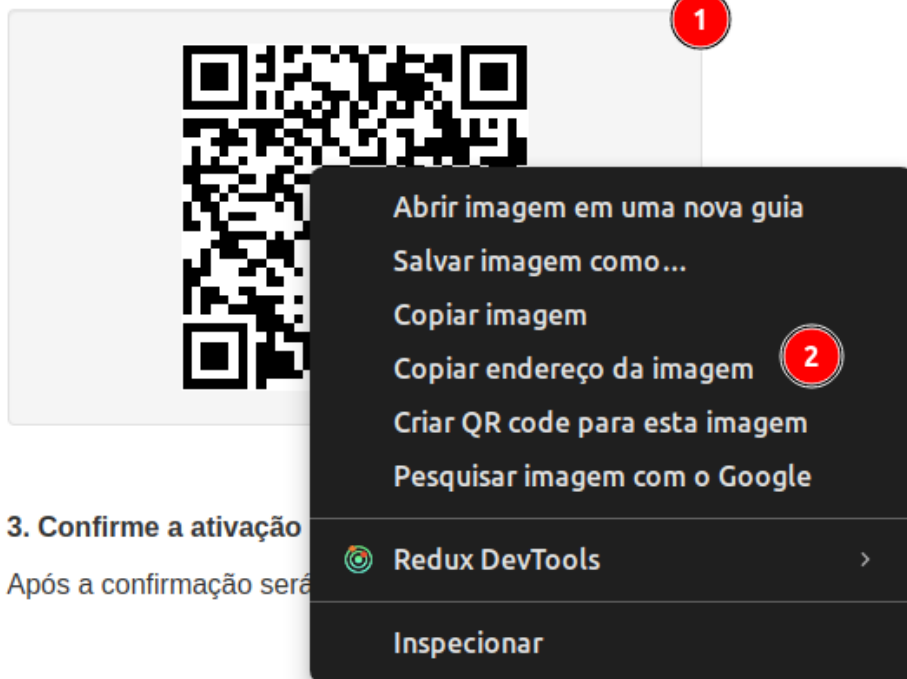 1
Abrir imagem em uma nova guia
Salvar imagem como...
Copiar imagem
Copiar endereço da imagem
2
Criar QR code para esta imagem
Pesquisar imagem com o Google
3. Confirme a ativação
Redux DevTools
Após a confirmação será
Inspecionar